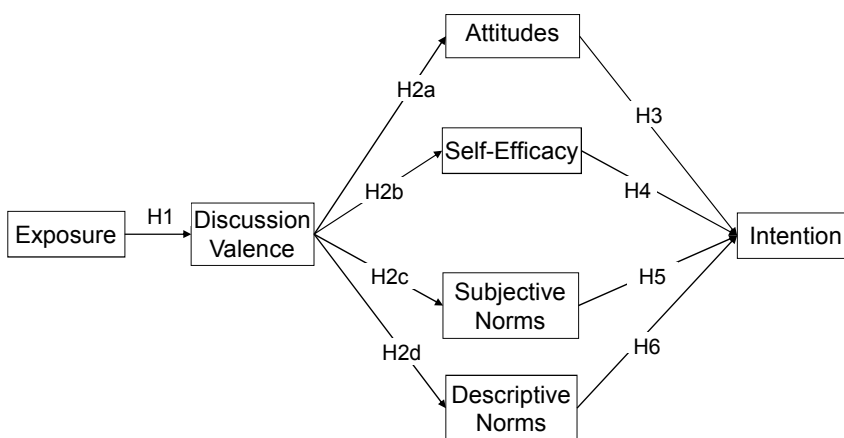 Attitudes
H2a
H3
Self-Efficacy
H2b
H4
H1
Exposure
Discussion
Valence
Intention
H2c
H5
Subjective
Norms
H2d
H6
Descriptive
Norms